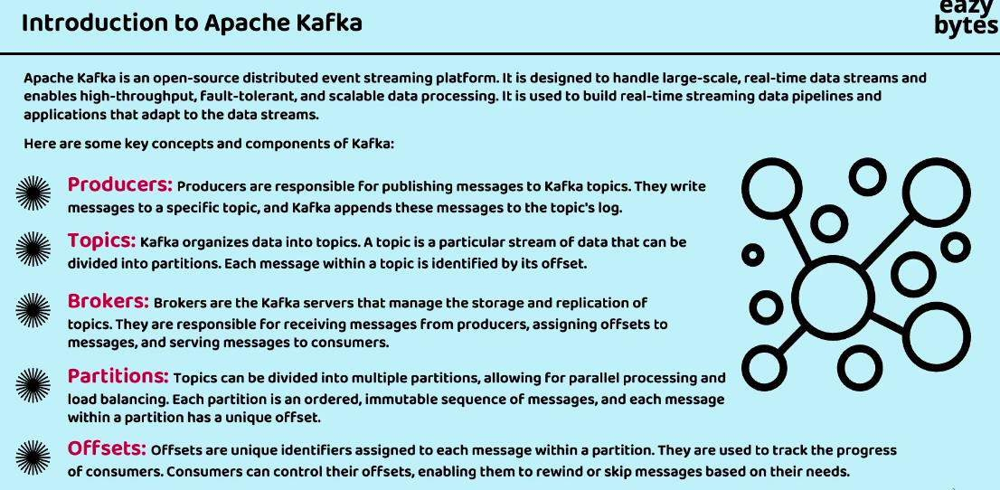 Introduction to Apache Kafka
eazy
bytes
Apache Kafka is an open-source distributed event streaming platform. It is designed to handle large-scale, real-time data streams and
enables high-throughput, fault-tolerant, and scalable data processing. It is used to build real-time streaming data pipelines and
applications that adapt to the data streams.
Here are some key concepts and components of Kafka:
Producers: Producers are responsible for publishing messages to Kafka topics. They write
messages to a specific topic, and Kafka appends these messages to the topic's log.
Topics: Kafka organizes data into topics. A topic is a particular stream of data that can be
divided into partitions. Each message within a topic is identified by its offset.
Brokers: Brokers are the Kafka servers that manage the storage and replication of
topics. They are responsible for receiving messages from producers, assigning offsets to
messages, and serving messages to consumers.
Partitions: Topics can be divided into multiple partitions, allowing for parallel processing and
load balancing. Each partition is an ordered, immutable sequence of messages, and each message
within a partition has a unique offset.
Offsets: Offsets are unique identifiers assigned to each message within a partition. They are used to track the progress
of consumers. Consumers can control their offsets, enabling them to rewind or skip messages based on their needs.